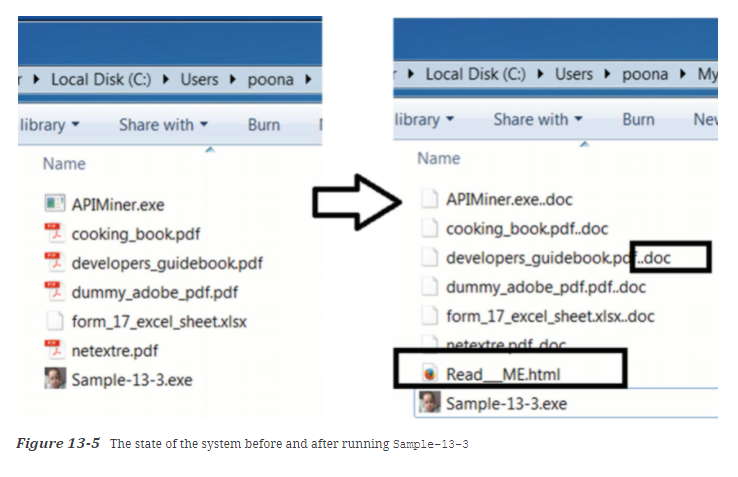 r ▸ Local Disk (C:) ▸ Users ▸ poona ▸
library Share with Burn
Name
APIMiner.exe
cooking_book.pdf
developers_guidebook.pdf
dummy_adobe_pdf.pdf
form_17_excel_sheet.xlsx
netextre.pdf
Sample-13-3.exe
r ▸ Local Disk (C:) ▸ Users ▸ poona ▸ My
library Share with Burn Nev
Name
APIMiner.exe..doc
cooking_book.pdf..doc
developers_guidebook.pdf..doc
dummy_adobe_pdf.pdf..doc
form_17_excel_sheet.xlsx..doc
netextre.pdf..doc
Read___ME.html
Sample-13-3.exe
Figure 13-5 The state of the system before and after running Sample-13-3